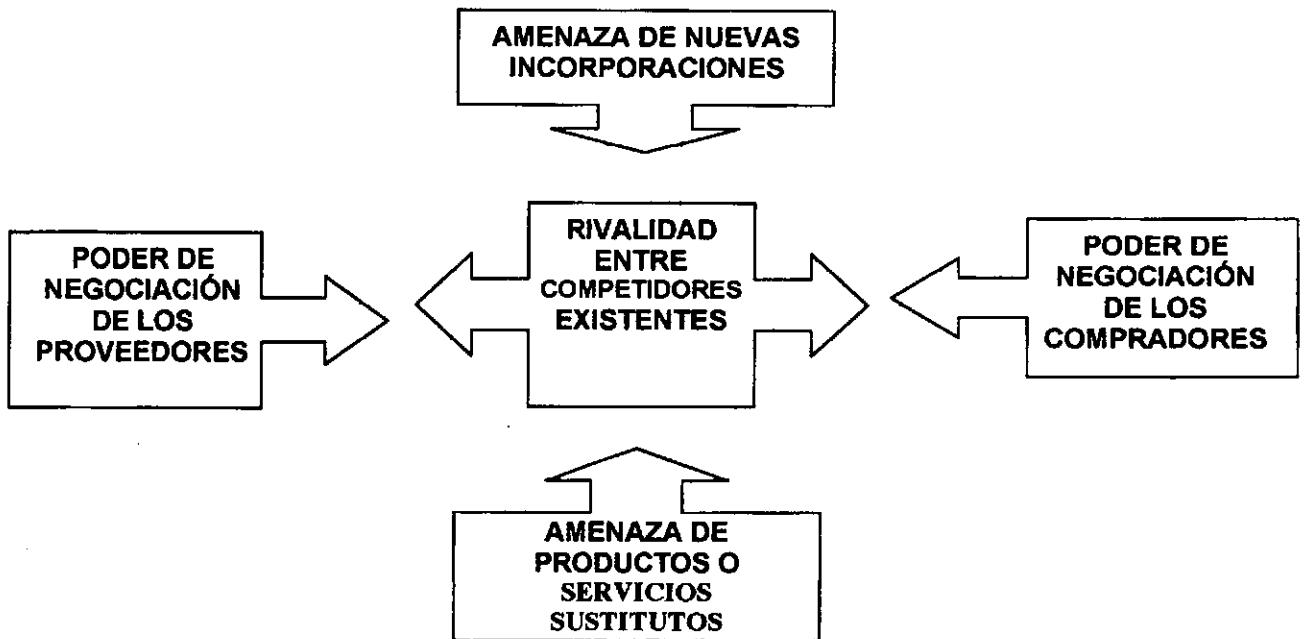 AMENAZA DE NUEVAS
INCORPORACIONES
PODER DE
NEGOCIACIÓN
DE LOS
PROVEEDORES
RIVALIDAD
ENTRE
COMPETIDORES
EXISTENTES
PODER DE
NEGOCIACIÓN
DE LOS
COMPRADORES
AMENAZA DE
PRODUCTOS O
SERVICIOS
SUSTITUTOS